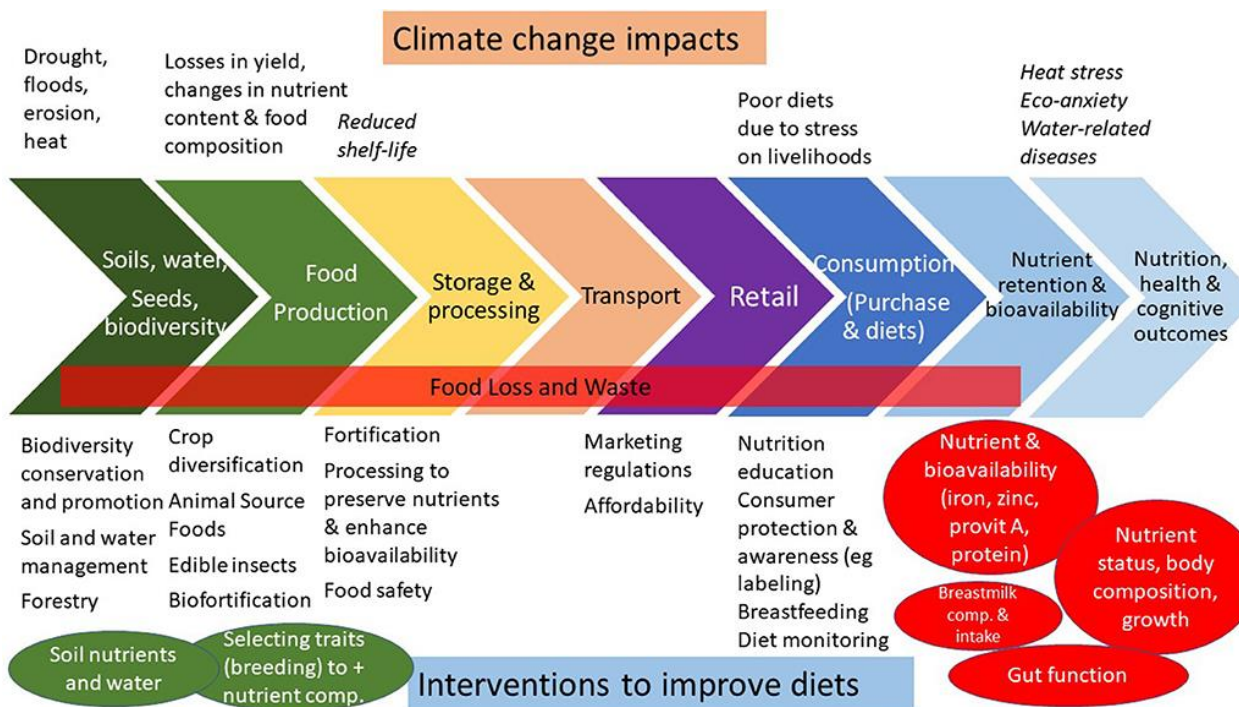 Climate change impacts
Drought,
floods,
erosion,
heat
Losses in yield,
changes in nutrient
content & food
composition
Reduced
shelf-life
Poor diets
due to stress
on livelihoods
Heat stress
Eco-anxiety
Water-related
diseases
Soils, water,
Seeds,
biodiversity
Food
Production
Storage &
processing
Transport
Retail
Consumption
(Purchase
& diets)
Nutrient
retention &
bioavailability
Nutrition,
health &
cognitive
outcomes
Food Loss and Waste
Biodiversity
conservation
and promotion
Soil and water
management
Forestry
Crop
diversification
Animal Source
Foods
Edible insects
Biofortification
Fortification
Processing to
preserve nutrients
& enhance
bioavailability
Food safety
Marketing
regulations
Affordability
Nutrition
education
Consumer
protection &
awareness (eg
labeling)
Breastfeeding
Diet monitoring
Nutrient &
bioavailability
(iron, zinc,
provit A,
protein)
Nutrient
status, body
composition,
growth
Breastmilk
comp. &
intake
Gut function
Soil nutrients
and water
Selecting traits
(breeding) to +
nutrient comp.
Interventions to improve diets